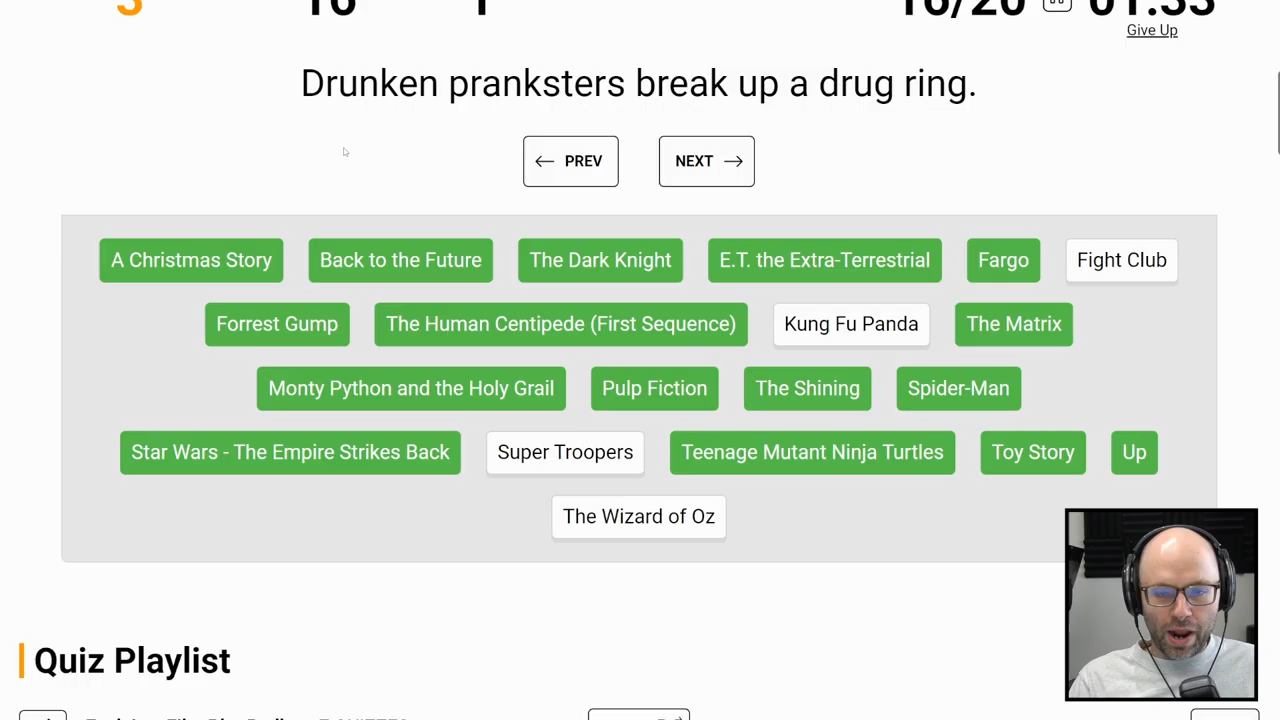 16/20
Give Up
Drunken pranksters break up a drug ring.
← PREV
NEXT →
A Christmas Story
Back to the Future
The Dark Knight
E.T. the Extra-Terrestrial
Fargo
Fight Club
Forrest Gump
The Human Centipede (First Sequence)
Kung Fu Panda
The Matrix
Monty Python and the Holy Grail
Pulp Fiction
The Shining
Spider-Man
Star Wars - The Empire Strikes Back
Super Troopers
Teenage Mutant Ninja Turtles
Toy Story
Up
The Wizard of Oz
Quiz Playlist